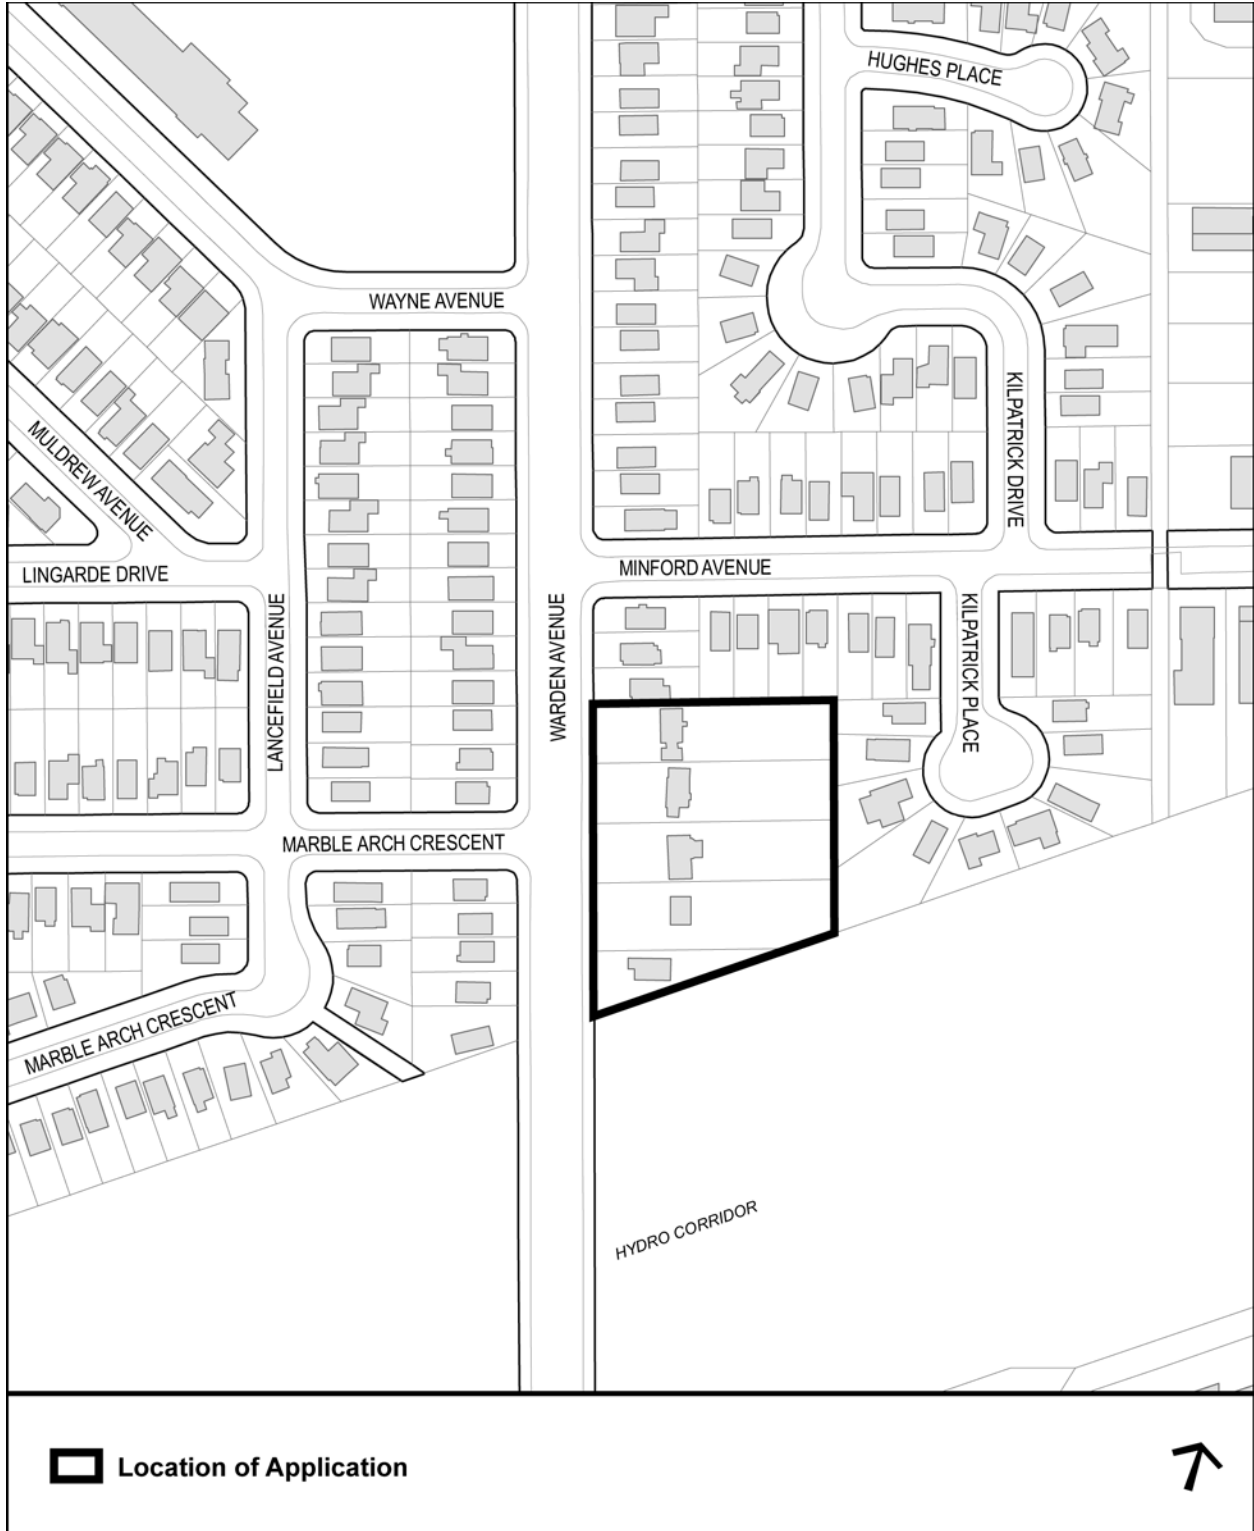 HUGHES PLACE
WAYNE AVENUE
KILPATRICK DRIVE
MULDREW AVENUE
MINFORD AVENUE
LINGARDE DRIVE
LANCEFIELD AVENUE
WARDEN AVENUE
KILPATRICK PLACE
MARBLE ARCH CRESCENT
MARBLE ARCH CRESCENT
HYDRO CORRIDOR
Location of Application